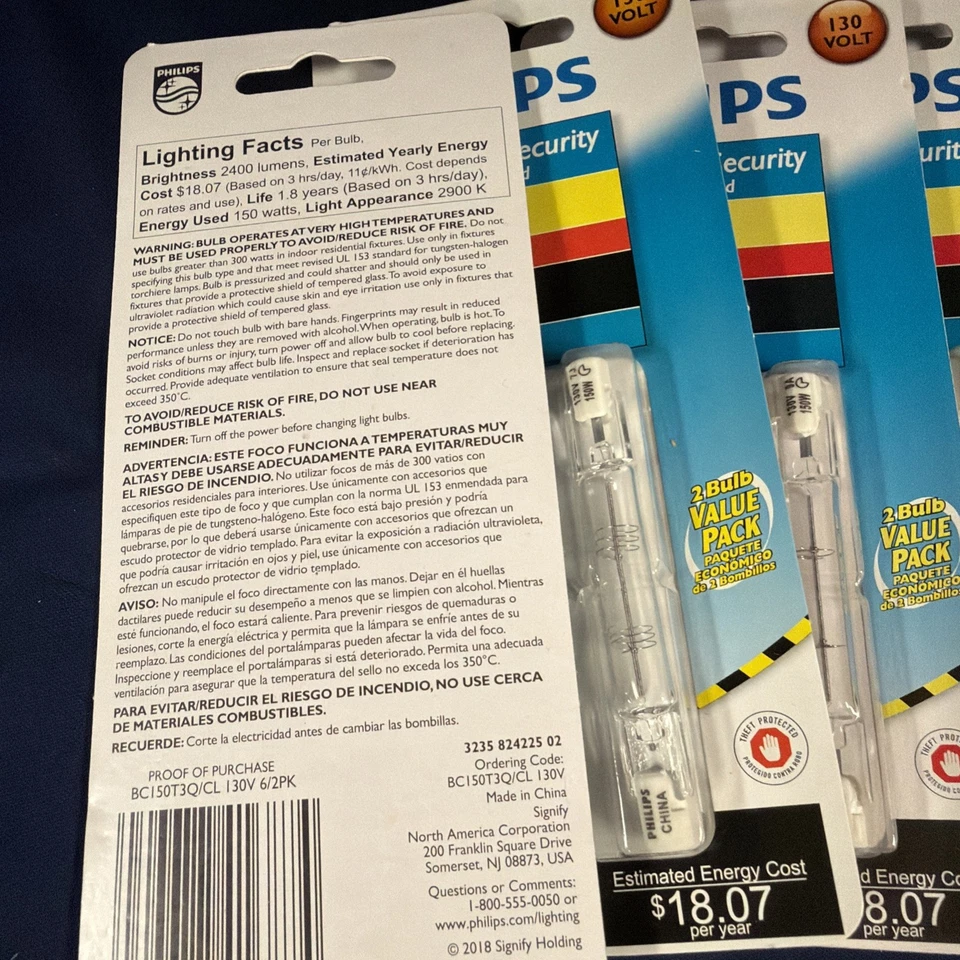 PHILIPS
Lighting Facts Per Bulb,
Brightness 2400 lumens, Estimated Yearly Energy
Cost $18.07 (Based on 3 hrs/day, 11¢/kWh. Cost depends
on rates and use), Life 1.8 years (Based on 3 hrs/day),
Energy Used 150 watts, Light Appearance 2900 K
WARNING: BULB OPERATES AT VERY HIGH TEMPERATURES AND
MUST BE USED PROPERLY TO AVOID/REDUCE RISK OF FIRE. Do not
use bulbs greater than 300 watts in indoor residential fixtures. Use only in fixtures
specifying this bulb type and that meet revised UL 153 standard for tungsten-halogen
torchiere lamps. Bulb is pressurized and could shatter and should only be used in
fixtures that provide a protective shield of tempered glass. To avoid exposure to
ultraviolet radiation which could cause skin and eye irritation use only in fixtures that
provide a protective shield of tempered glass.
NOTICE: Do not touch bulb with bare hands. Fingerprints may result in reduced
performance unless they are removed with alcohol. When operating, bulb is hot. To
avoid risks of burns or injury, turn power off and allow bulb to cool before replacing.
Socket conditions may affect bulb life. Inspect and replace socket if deterioration has
occurred. Provide adequate ventilation to ensure that seal temperature does not
exceed 350°C.
TO AVOID/REDUCE RISK OF FIRE, DO NOT USE NEAR
COMBUSTIBLE MATERIALS.
REMINDER: Turn off the power before changing light bulbs.
ADVERTENCIA: ESTE FOCO FUNCIONA A TEMPERATURAS MUY
ALTAS Y DEBE USARSE ADECUADAMENTE PARA EVITAR/REDUCIR
EL RIESGO DE INCENDIO. No utilizar focos de más de 300 vatios con
accesorios residenciales para interiores. Use únicamente con accesorios que
especifiquen este tipo de foco y que cumplan con la norma UL 153 enmendada para
lámparas de pie de tungsteno-halógeno. Este foco está bajo presión y podría
quebrarse, por lo que deberá usarse únicamente con accesorios que ofrezcan un
escudo protector de vidrio templado. Para evitar la exposición a radiación ultravioleta,
que podría causar irritación en ojos y piel, use únicamente con accesorios que
ofrezcan un escudo protector de vidrio templado.
AVISO: No manipule el foco directamente con las manos. Dejar en él huellas
dactilares puede reducir su desempeño a menos que se limpien con alcohol. Mientras
esté funcionando, el foco estará caliente. Para prevenir riesgos de quemaduras o
lesiones, corte la energía eléctrica y permita que la lámpara se enfríe antes de su
reemplazo. Las condiciones del portalámparas pueden afectar la vida del foco.
Inspeccione y reemplace el portalámparas si está deteriorado. Permita una adecuada
ventilación para asegurar que la temperatura del sello no exceda los 350°C.
PARA EVITAR/REDUCIR EL RIESGO DE INCENDIO, NO USE CERCA
DE MATERIALES COMBUSTIBLES.
RECUERDE: Corte la electricidad antes de cambiar las bombillas.
PROOF OF PURCHASE
BC150T3Q/CL 130V 6/2PK
3235 824225 02
Ordering Code:
BC150T3Q/CL 130V
Made in China
Signify
North America Corporation
200 Franklin Square Drive
Somerset, NJ 08873, USA
Questions or Comments:
1-800-555-0050 or
www.philips.com/lighting
© 2018 Signify Holding
VOLT
PS
ecurity
d
150W
PHILIPS
CHINA
2 Bulb
VALUE
PACK
PAQUETE
ECONÓMICO
de 2 Bombillos
THEFT PROTECTED
PROTEGIDO CONTRA ROBO
Estimated Energy Cost
$18.07
per year
130
VOLT
IPS
ecurity
d
150W
2 Bulb
VALUE
PACK
PAQUETE
ECONÓMICO
de 2 Bombillos
THEFT PROT
d Energy Co
8.07
per year
PS
urit